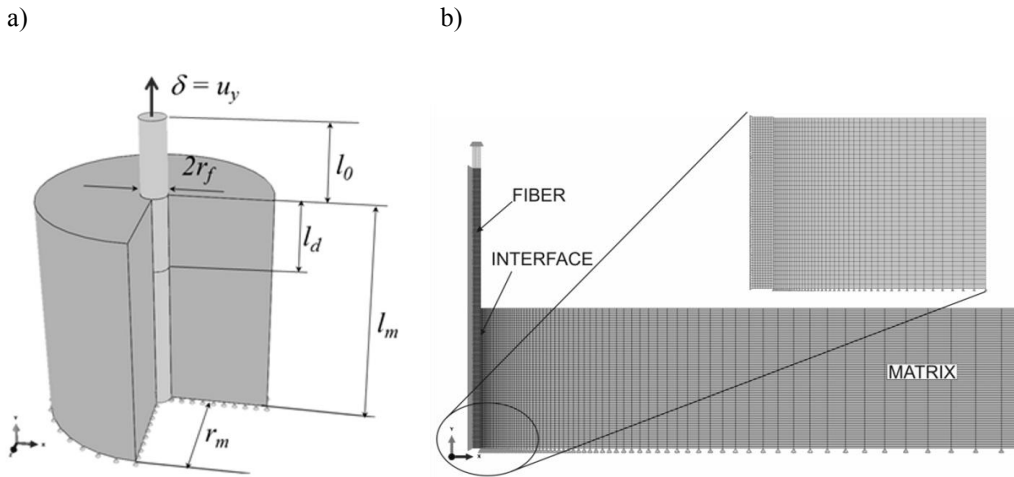 a)
b)
δ = u_y
2r_f
l_0
l_d
l_m
r_m
FIBER
INTERFACE
MATRIX
Y
X
Y
X